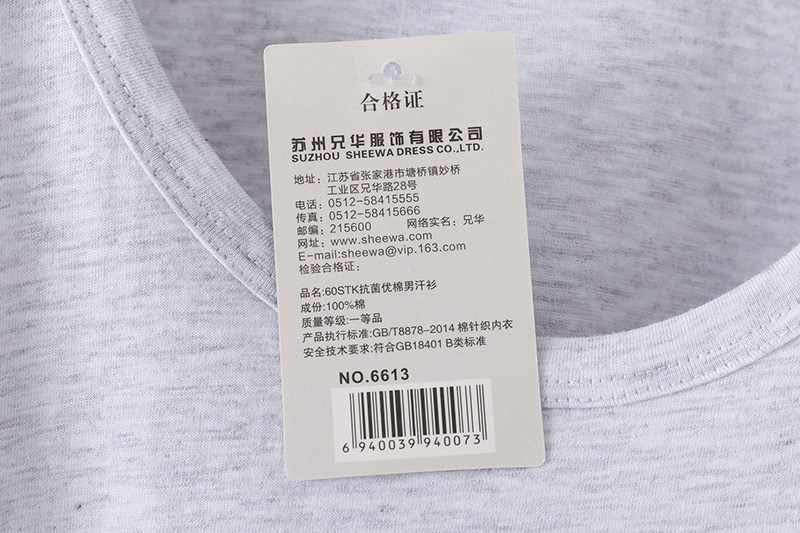 合格证
苏州兄华服饰有限公司
SUZHOU SHEEWA DRESS CO.,LTD.
地址：江苏省张家港市塘桥镇妙桥
工业区兄华路28号
电话：0512-58415555
传真：0512-58415666
邮编：215600 网络实名：兄华
网址：www.sheewa.com
E-mail:sheewa@vip.163.com
检验合格证：
品名:60STK抗菌优棉男汗衫
成份:100%棉
质量等级:一等品
产品执行标准:GB/T8878-2014 棉针织内衣
安全技术要求:符合GB18401 B类标准
NO.6613
6 940039 940073